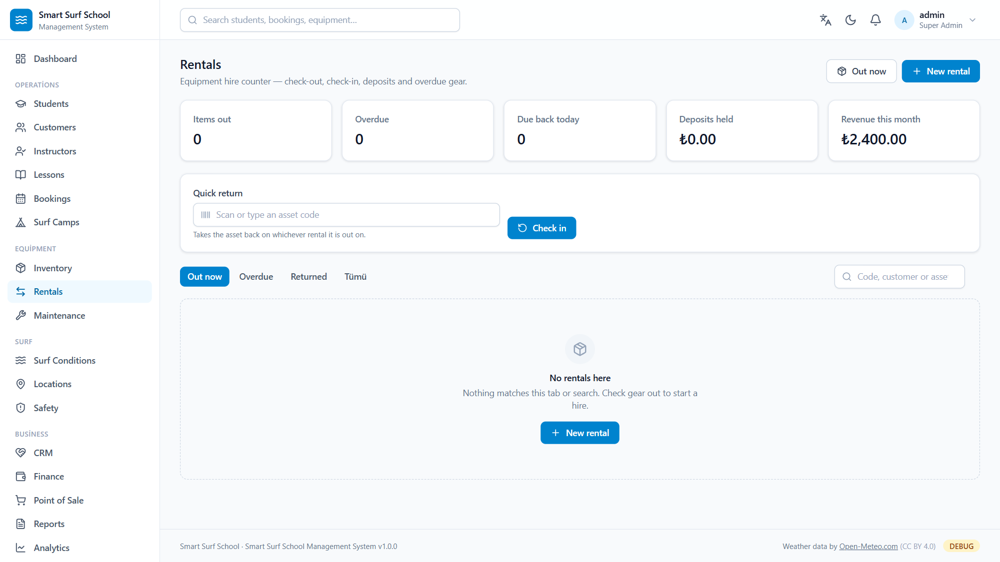 Smart Surf School
Management System
Search students, bookings, equipment...
A
admin
Super Admin
Dashboard
OPERATİONS
Students
Customers
Instructors
Lessons
Bookings
Surf Camps
EQUİPMENT
Inventory
Rentals
Maintenance
SURF
Surf Conditions
Locations
Safety
BUSİNESS
CRM
Finance
Point of Sale
Reports
Analytics
Rentals
Equipment hire counter — check-out, check-in, deposits and overdue gear.
Out now
New rental
Items out
0
Overdue
0
Due back today
0
Deposits held
₺0.00
Revenue this month
₺2,400.00
Quick return
Scan or type an asset code
Takes the asset back on whichever rental it is out on.
Check in
Out now
Overdue
Returned
Tümü
Code, customer or asse
No rentals here
Nothing matches this tab or search. Check gear out to start a
hire.
New rental
Smart Surf School · Smart Surf School Management System v1.0.0
Weather data by Open-Meteo.com (CC BY 4.0)
DEBUG